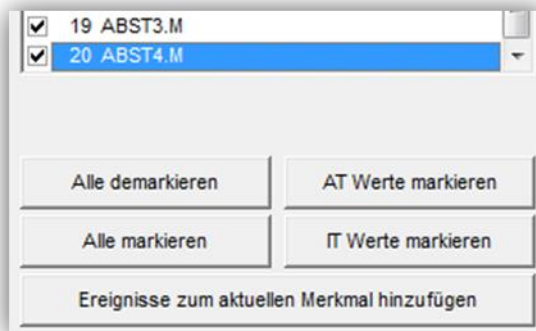 19 ABST3.M
20 ABST4.M
Alle demarkieren
AT Werte markieren
Alle markieren
IT Werte markieren
Ereignisse zum aktuellen Merkmal hinzufügen